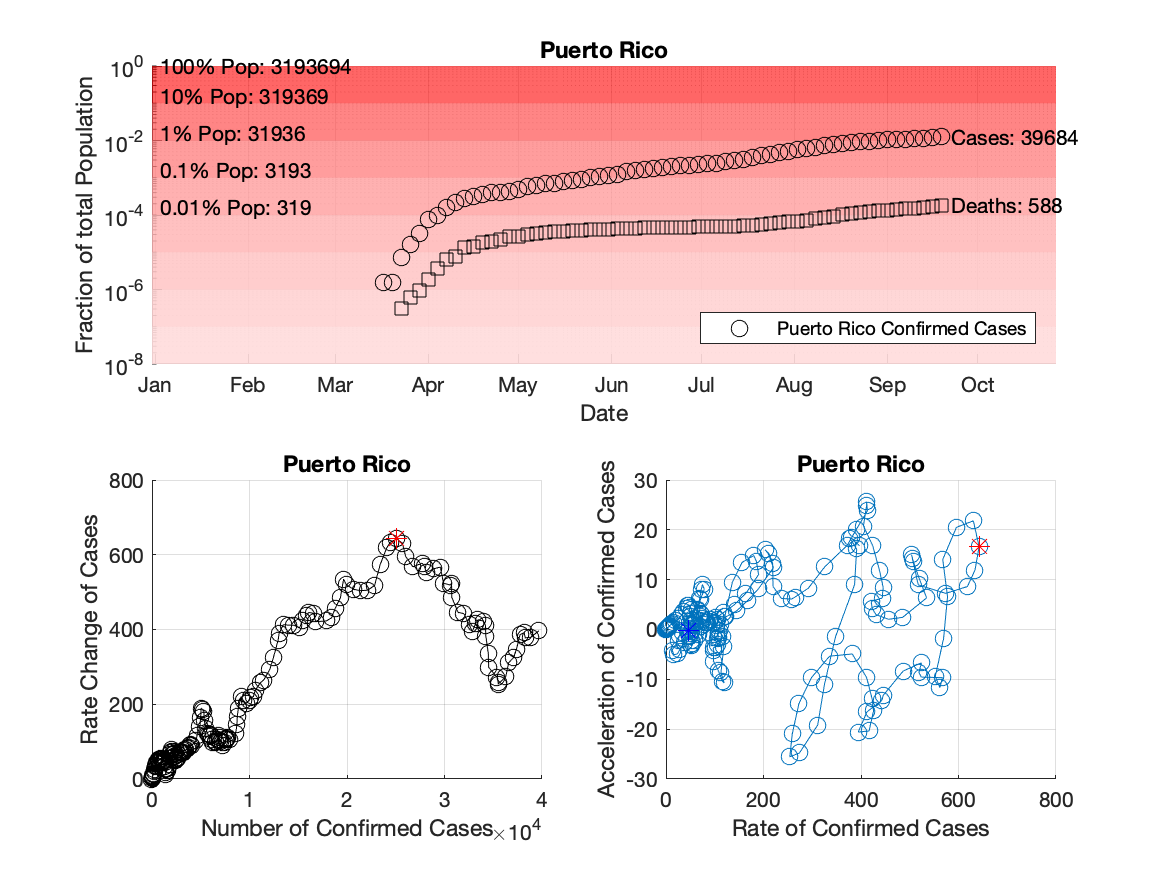 Puerto Rico
10^0
10^-2
10^-4
10^-6
10^-8
Fraction of total Population
100% Pop: 3193694
10% Pop: 319369
1% Pop: 31936
0.1% Pop: 3193
0.01% Pop: 319
Cases: 39684
Deaths: 588
Puerto Rico Confirmed Cases
Jan Feb Mar Apr May Jun Jul Aug Sep Oct
Date
Puerto Rico
800
600
400
200
0
Rate Change of Cases
0 1 2 3 4
Number of Confirmed Cases ×10^4
Puerto Rico
30
20
10
0
-10
-20
-30
Acceleration of Confirmed Cases
0 200 400 600 800
Rate of Confirmed Cases